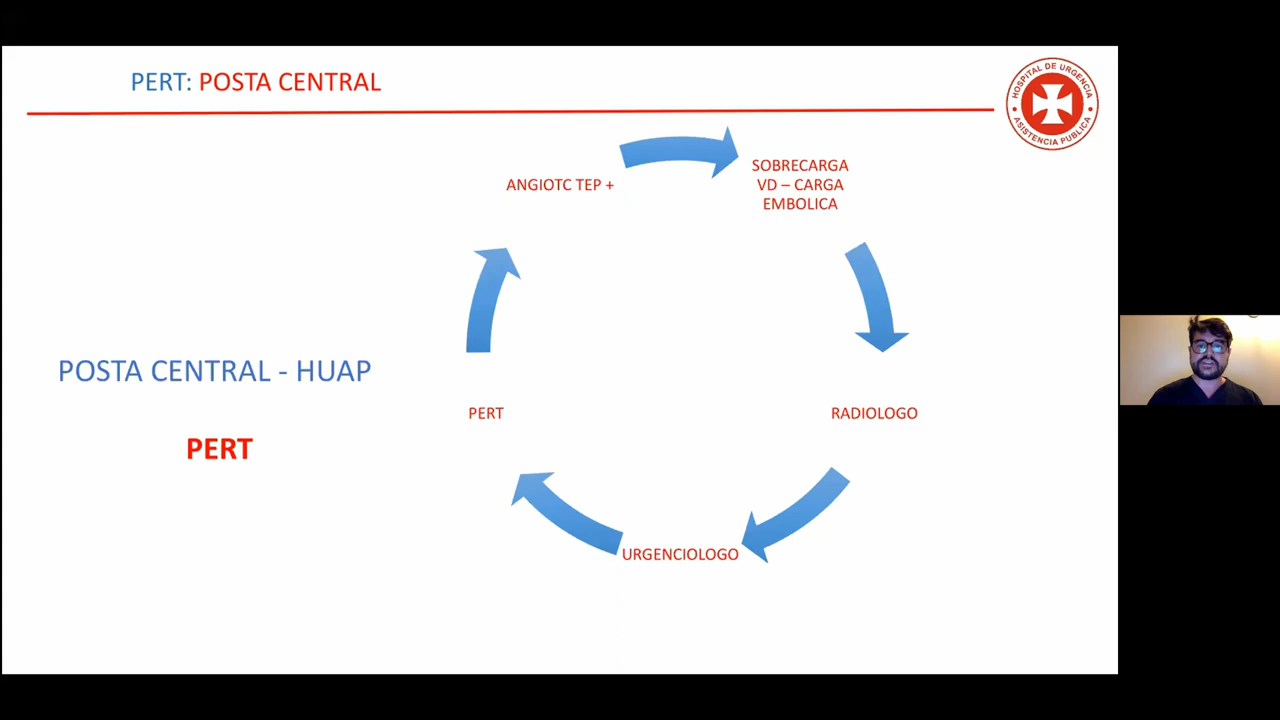 PERT: POSTA CENTRAL
HOSPITAL DE URGENCIA
ASISTENCIA PUBLICA
ANGIOTC TEP +
SOBRECARGA
VD – CARGA
EMBOLICA
RADIOLOGO
URGENCIOLOGO
PERT
POSTA CENTRAL - HUAP
PERT